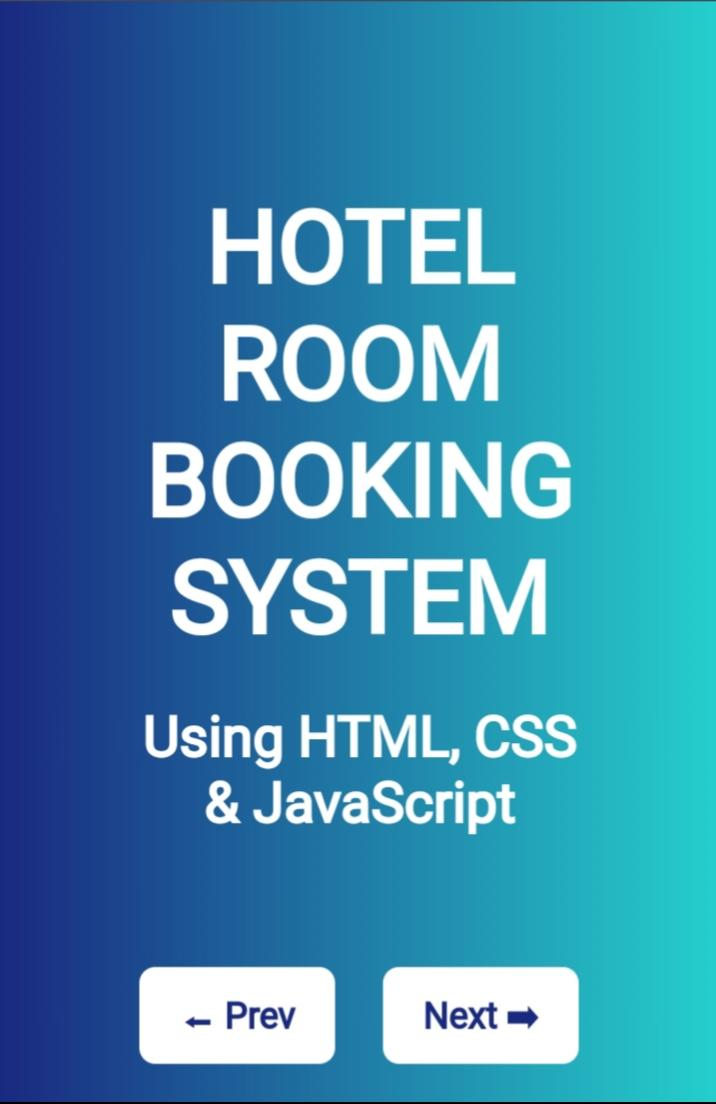 HOTEL
ROOM
BOOKING
SYSTEM
Using HTML, CSS
& JavaScript
← Prev
Next ➡